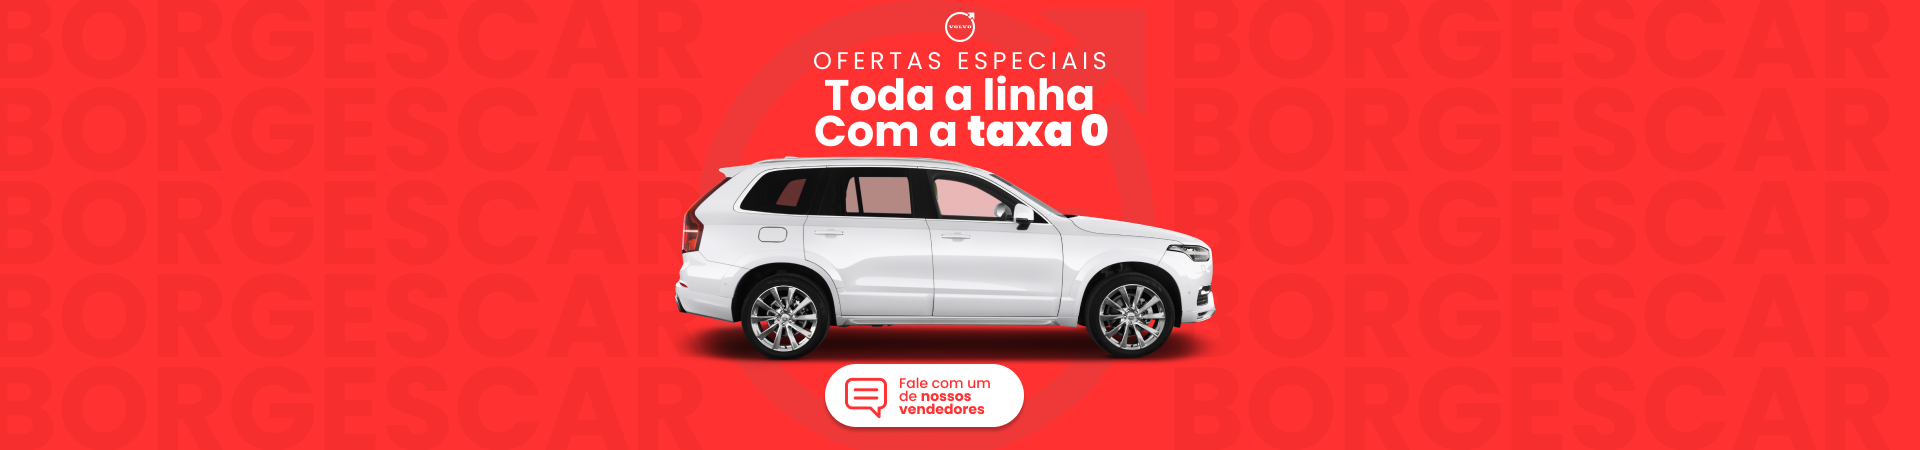 BORGESCAR BORGESCAR
BORGESCAR BORGESCAR
BORGESCAR BORGESCAR
BORGESCAR BORGESCAR
BORGESCAR BORGESCAR
VOLVO
OFERTAS ESPECIAIS
Toda a linha
Com a taxa 0
Fale com um
de nossos
vendedores